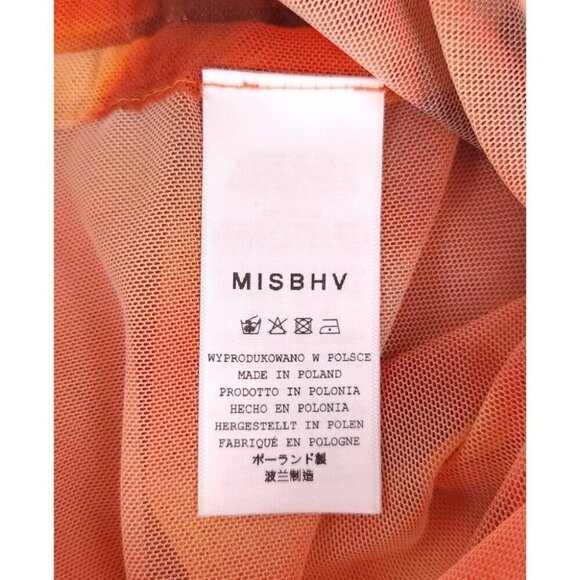 MISBHV
WYPRODUKOWANO W POLSCE
MADE IN POLAND
PRODOTTO IN POLONIA
HECHO EN POLONIA
HERGESTELLT IN POLEN
FABRIQUÉ EN POLOGNE
ポーランド製
波兰制造